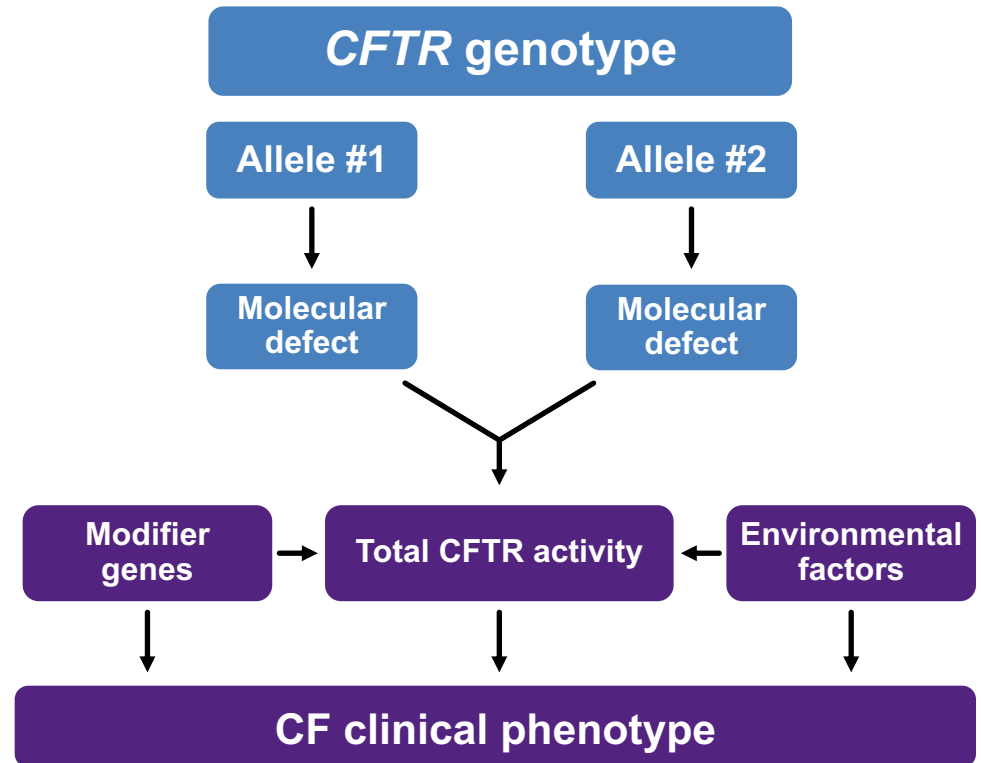 CFTR genotype
Allele #1
Allele #2
Molecular
defect
Molecular
defect
Modifier
genes
Total CFTR activity
Environmental
factors
CF clinical phenotype